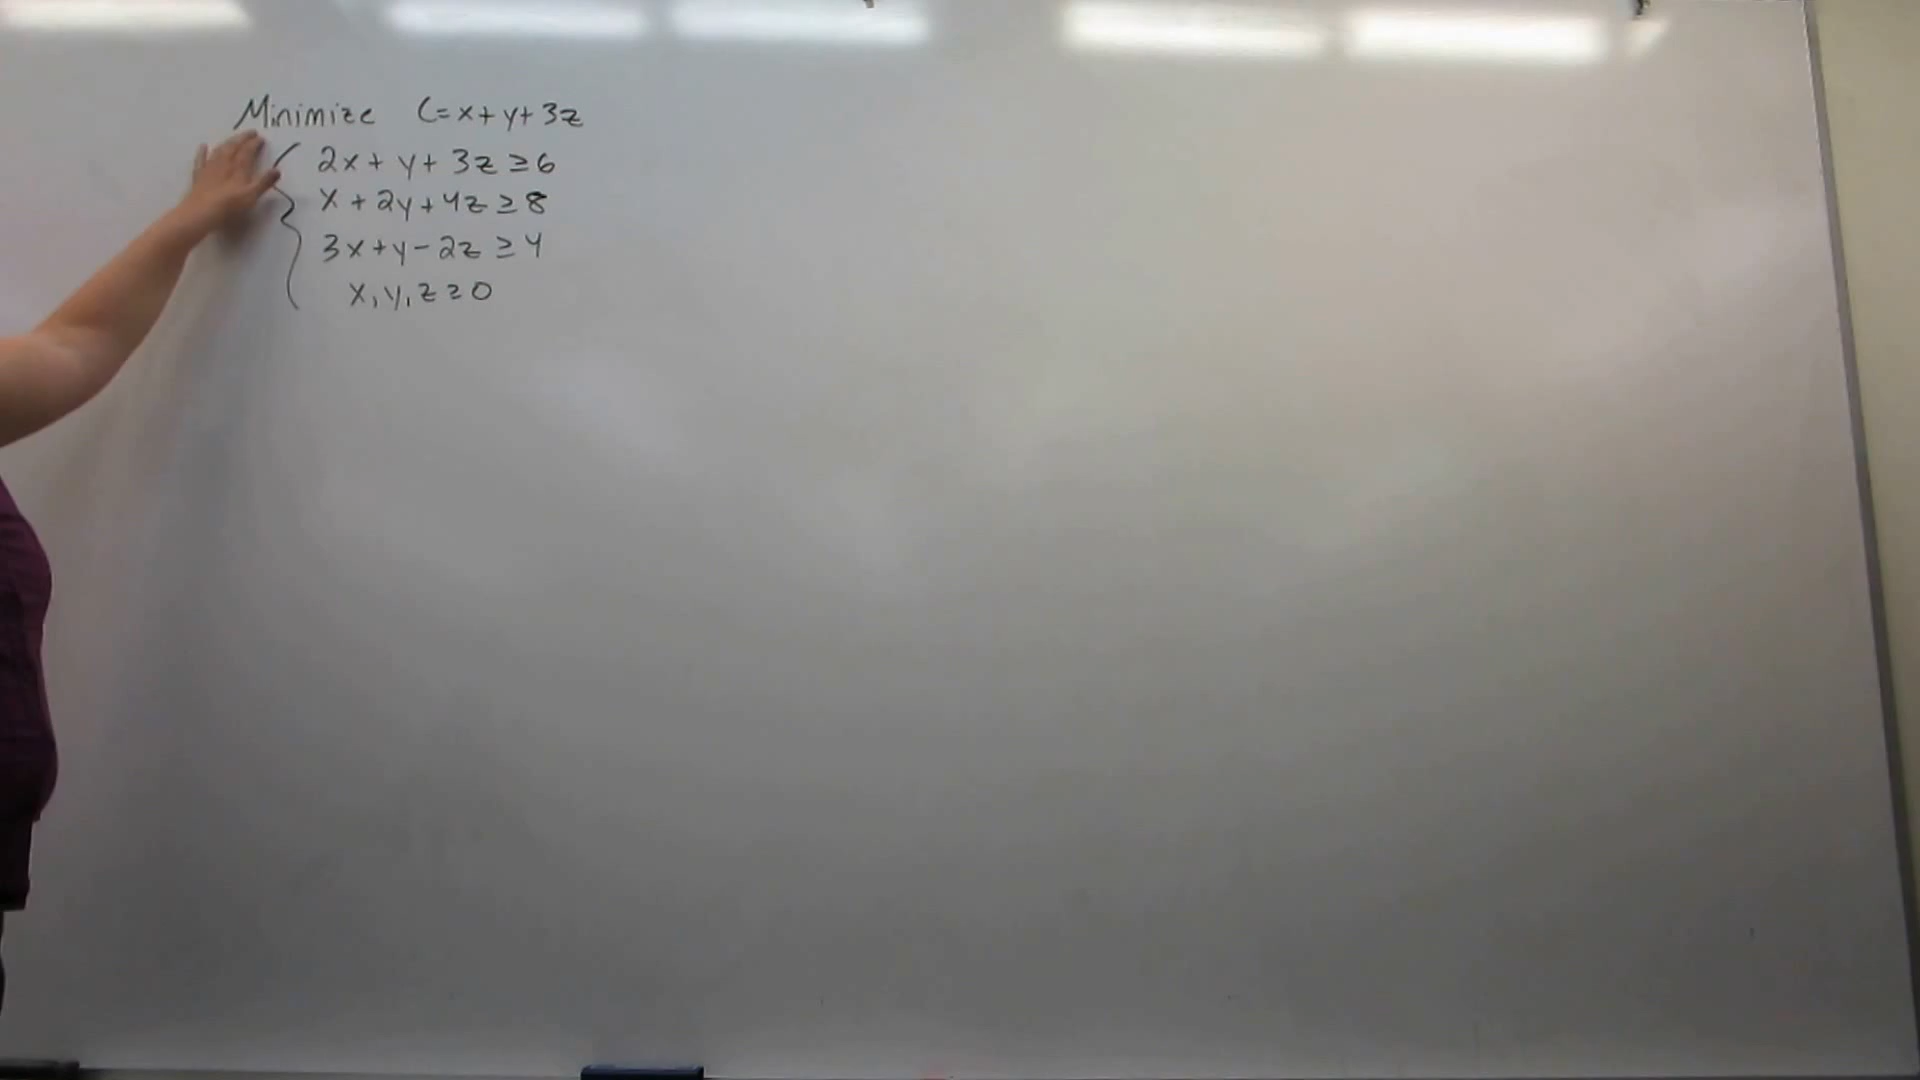 Minimize C=x+y+3z
2x+y+3z≥6
x+2y+4z≥8
3x+y-2z≥4
x,y,z≥0